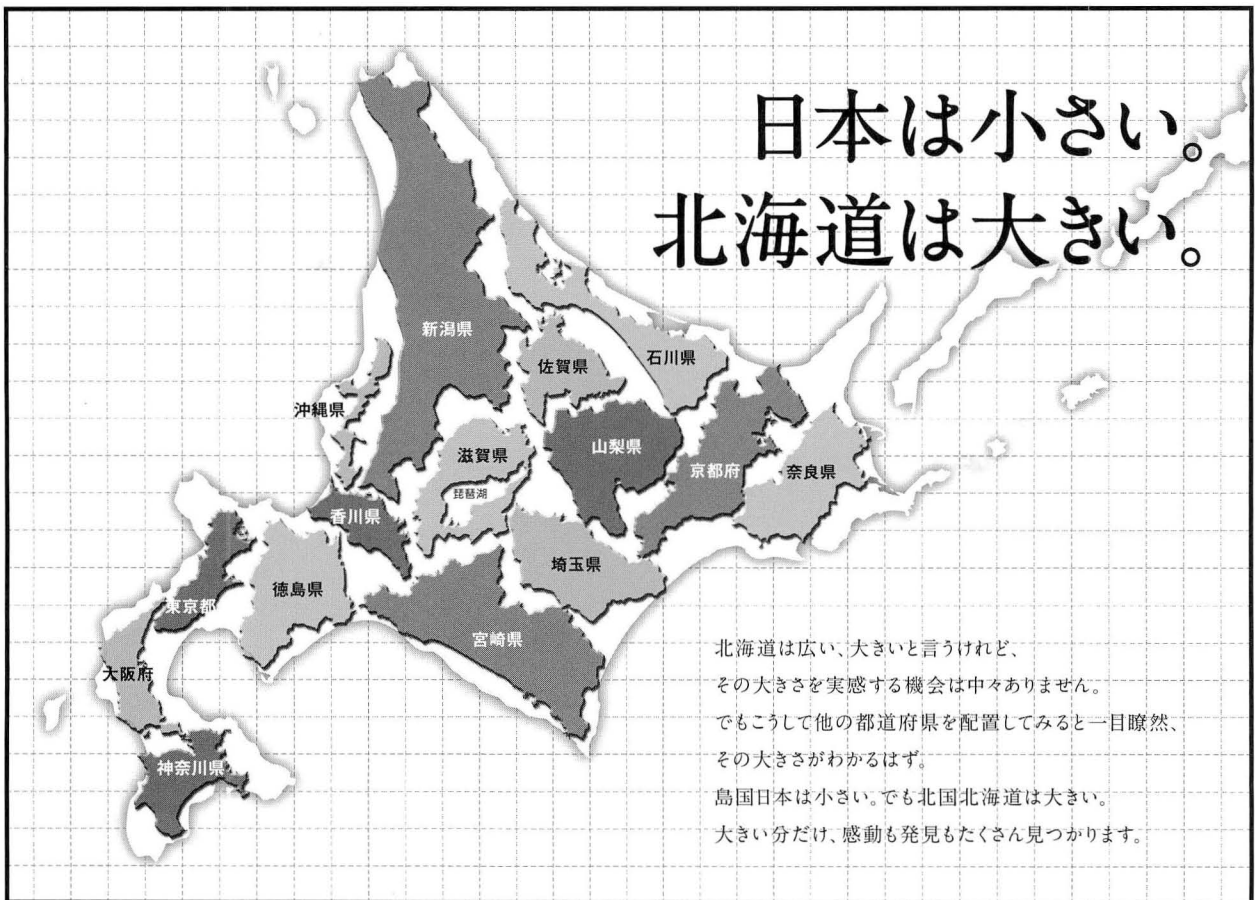 日本は小さい。
北海道は大きい。
新潟県
佐賀県
石川県
沖縄県
滋賀県
琵琶湖
山梨県
京都府
奈良県
香川県
埼玉県
徳島県
東京都
宮崎県
大阪府
神奈川県
北海道は広い、大きいと言うけれど、
その大きさを実感する機会は中々ありません。
でもこうして他の都道府県を配置してみると一目瞭然、
その大きさがわかるはず。
島国日本は小さい。でも北国北海道は大きい。
大きい分だけ、感動も発見もたくさん見つかります。